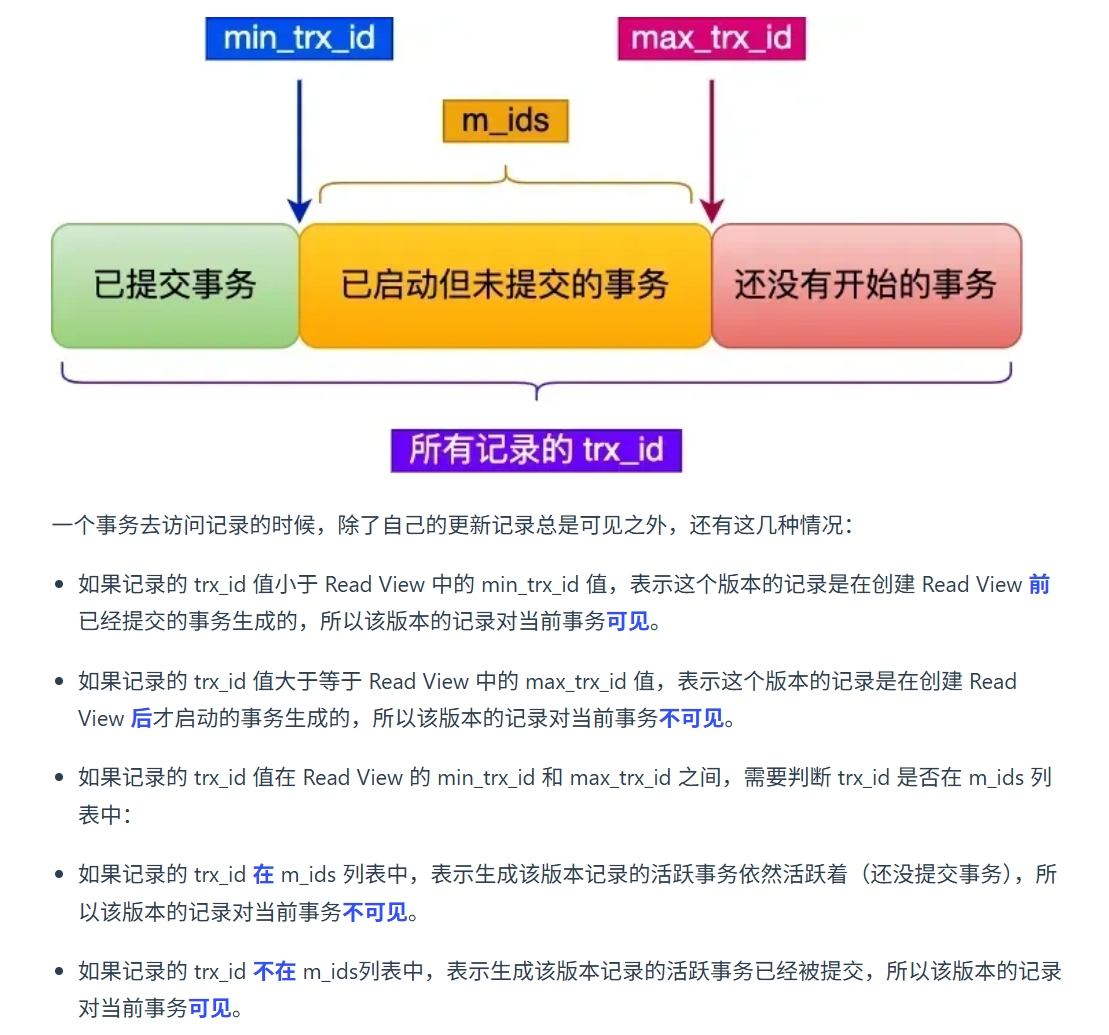 min_trx_id
max_trx_id
m_ids
已提交事务
已启动但未提交的事务
还没有开始的事务
所有记录的 trx_id
一个事务去访问记录的时候，除了自己的更新记录总是可见之外，还有这几种情况：
如果记录的 trx_id 值小于 Read View 中的 min_trx_id 值，表示这个版本的记录是在创建 Read View 前
已经提交的事务生成的，所以该版本的记录对当前事务可见。
如果记录的 trx_id 值大于等于 Read View 中的 max_trx_id 值，表示这个版本的记录是在创建 Read
View 后才启动的事务生成的，所以该版本的记录对当前事务不可见。
如果记录的 trx_id 值在 Read View 的 min_trx_id 和 max_trx_id 之间，需要判断 trx_id 是否在 m_ids 列
表中：
如果记录的 trx_id 在 m_ids 列表中，表示生成该版本记录的活跃事务依然活跃着（还没提交事务），所
以该版本的记录对当前事务不可见。
如果记录的 trx_id 不在 m_ids列表中，表示生成该版本记录的活跃事务已经被提交，所以该版本的记录
对当前事务可见。